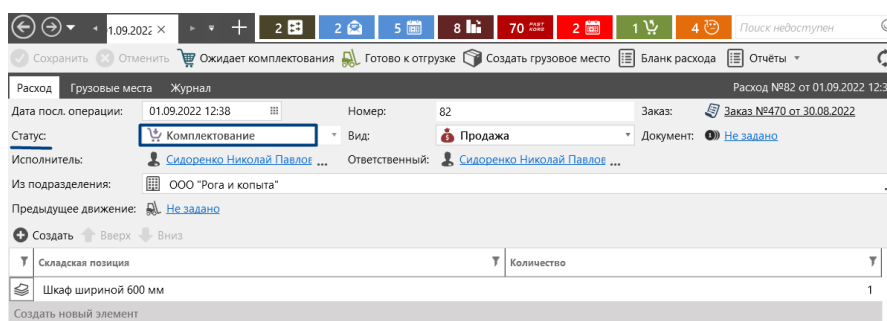 1.09.2022 × 2 2 5 8 70 FAST KOMS 2 1 4 Поиск недоступен
Сохранить Отменить Ожидает комплектования Готово к отгрузке Создать грузовое место Бланк расхода Отчёты
Расход Грузовые места Журнал Расход №82 от 01.09.2022 12:3
Дата посл. операции: 01.09.2022 12:38 Номер: 82 Заказ: Заказ №470 от 30.08.2022
Статус: Комплектование Вид: Продажа Документ: Не задано
Исполнитель: Сидоренко Николай Павлов ... Ответственный: Сидоренко Николай Павлов ...
Из подразделения: ООО "Рога и копыта"
Предыдущее движение: Не задано
Создать Вверх Вниз
Складская позиция Количество
Шкаф шириной 600 мм 1
Создать новый элемент